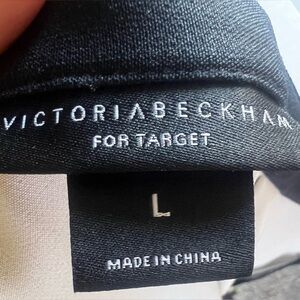 VICTORIABECKHAM
FOR TARGET
L
MADE IN CHINA